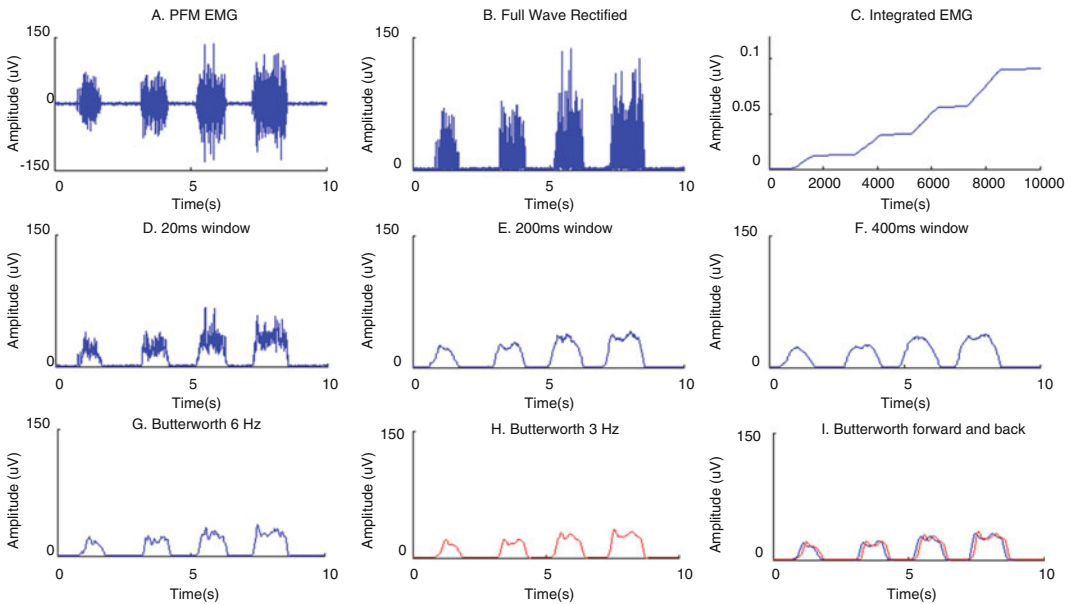 A. PFM EMG
150
0
-150
Amplitude (uV)
0 5 10
Time(s)
B. Full Wave Rectified
150
0
Amplitude (uV)
0 5 10
Time(s)
C. Integrated EMG
0.1
0.05
0
Amplitude (uV)
0 2000 4000 6000 8000 10000
Time(s)
D. 20ms window
150
0
Amplitude (uV)
0 5 10
Time(s)
E. 200ms window
150
0
Amplitude (uV)
0 5 10
Time(s)
F. 400ms window
150
0
Amplitude (uV)
0 5 10
Time(s)
G. Butterworth 6 Hz
150
0
Amplitude (uV)
0 5 10
Time(s)
H. Butterworth 3 Hz
150
0
Amplitude (uV)
0 5 10
Time(s)
I. Butterworth forward and back
150
0
Amplitude (uV)
0 5 10
Time(s)